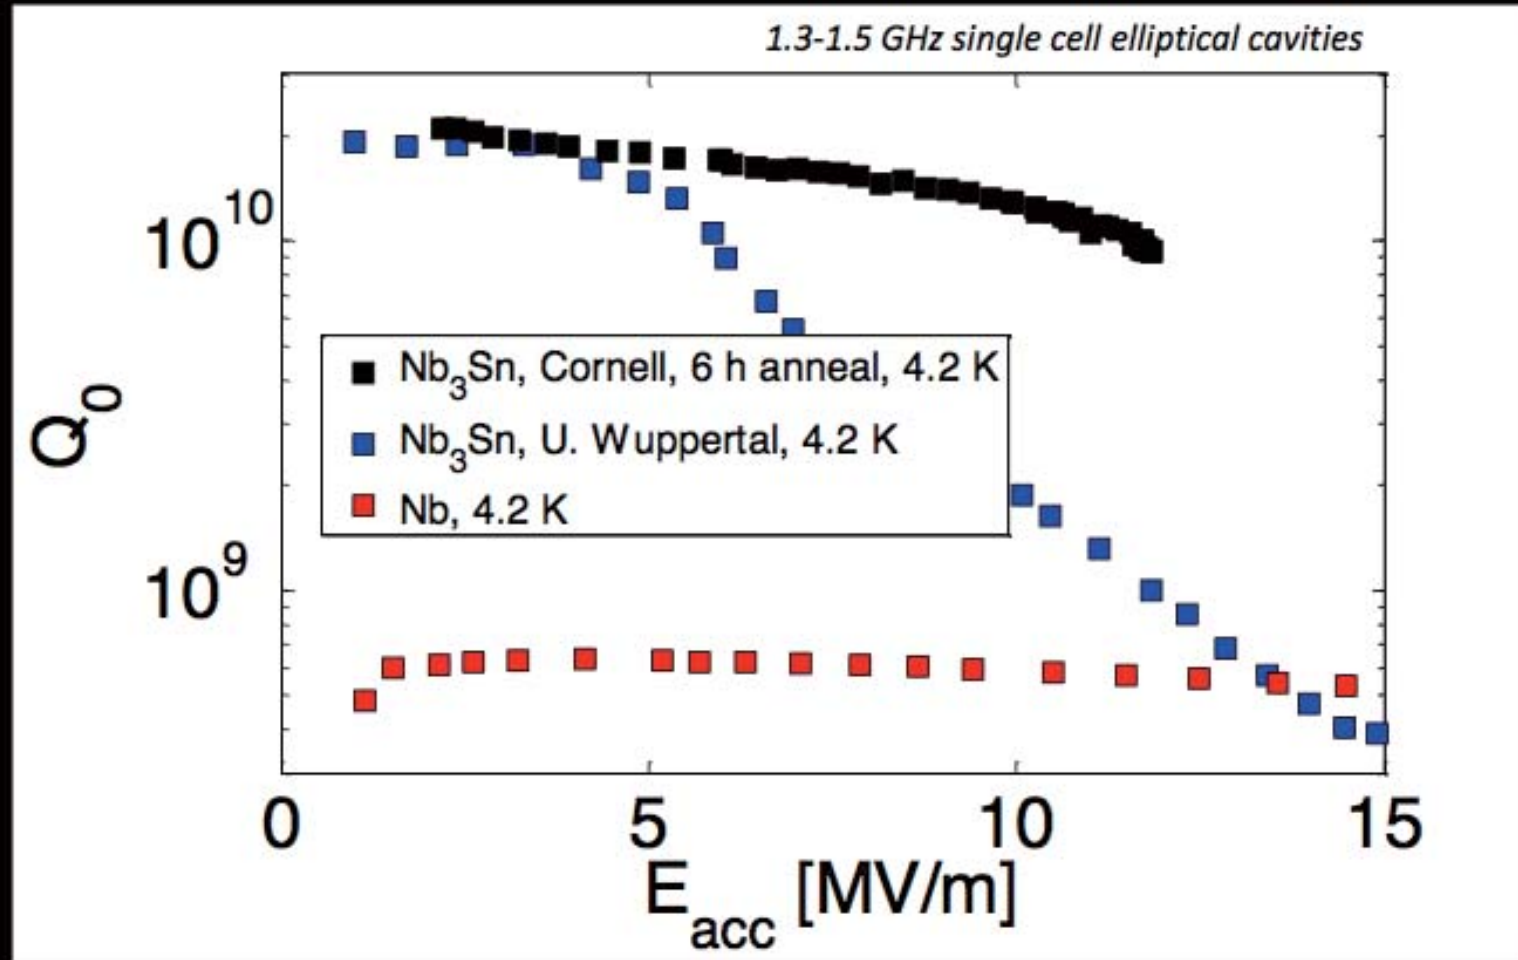 1.3-1.5 GHz single cell elliptical cavities
10^10
10^9
Q_0
Nb_3Sn, Cornell, 6 h anneal, 4.2 K
Nb_3Sn, U. Wuppertal, 4.2 K
Nb, 4.2 K
0 5 10 15
E_acc [MV/m]